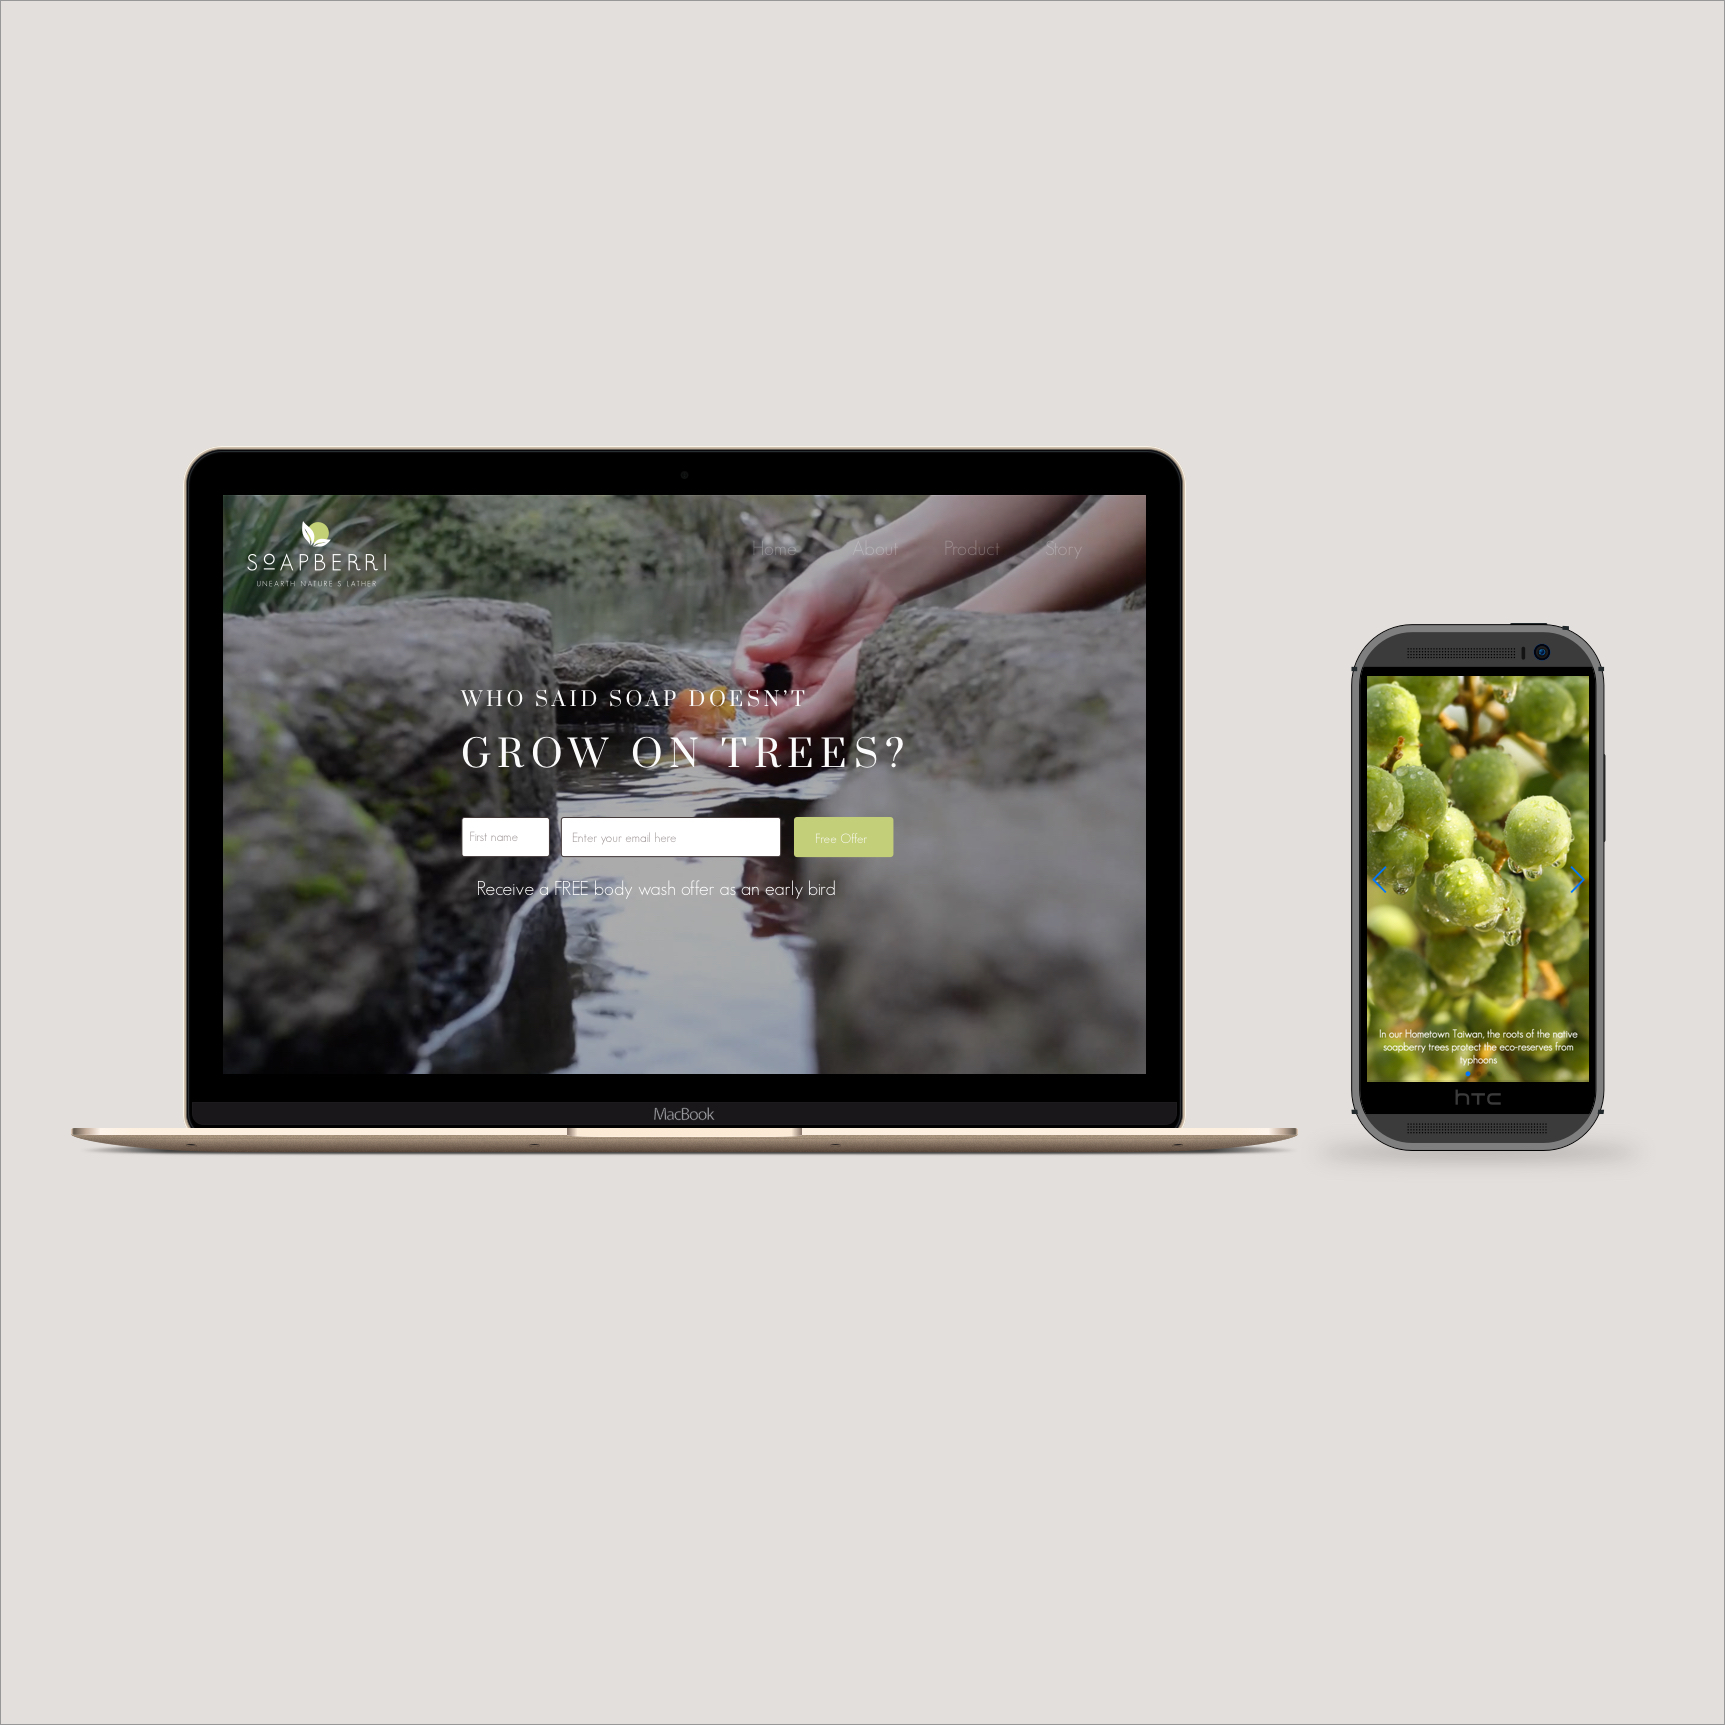 SOAPBERRI
UNEARTH NATURE'S LATHER
Home About Product Story
WHO SAID SOAP DOESN'T
GROW ON TREES?
First name
Enter your email here
Free Offer
Receive a FREE body wash offer as an early bird
MacBook
In our Hometown Taiwan, the roots of the native
soapberry trees protect the eco-reserves from
typhoons
hTC